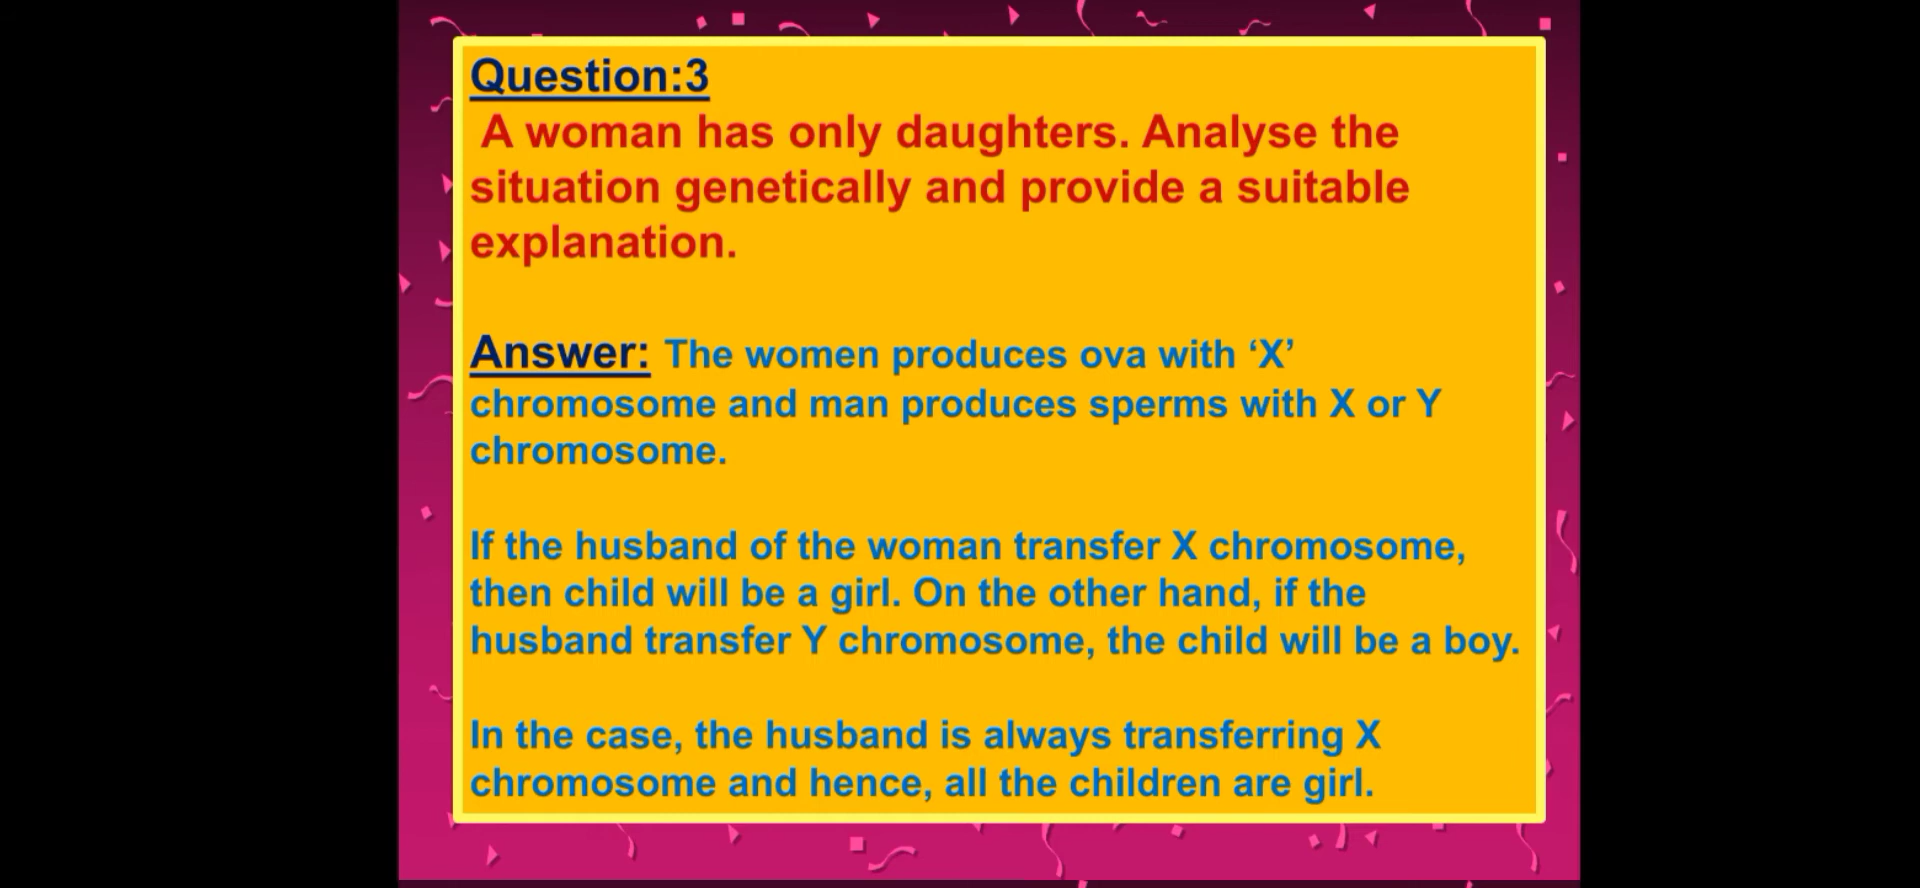 Question:3
A woman has only daughters. Analyse the
situation genetically and provide a suitable
explanation.
Answer: The women produces ova with ‘X’
chromosome and man produces sperms with X or Y
chromosome.
If the husband of the woman transfer X chromosome,
then child will be a girl. On the other hand, if the
husband transfer Y chromosome, the child will be a boy.
In the case, the husband is always transferring X
chromosome and hence, all the children are girl.